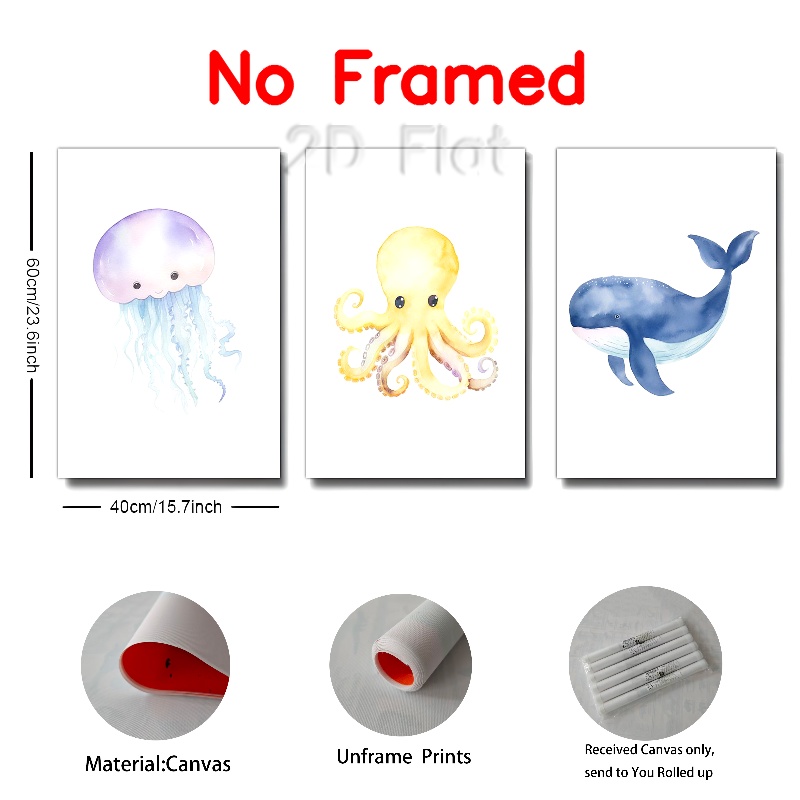 No Framed
2D Flat
60cm/23.6inch
40cm/15.7inch
Material:Canvas
Unframe Prints
Received Canvas only,
send to You Rolled up